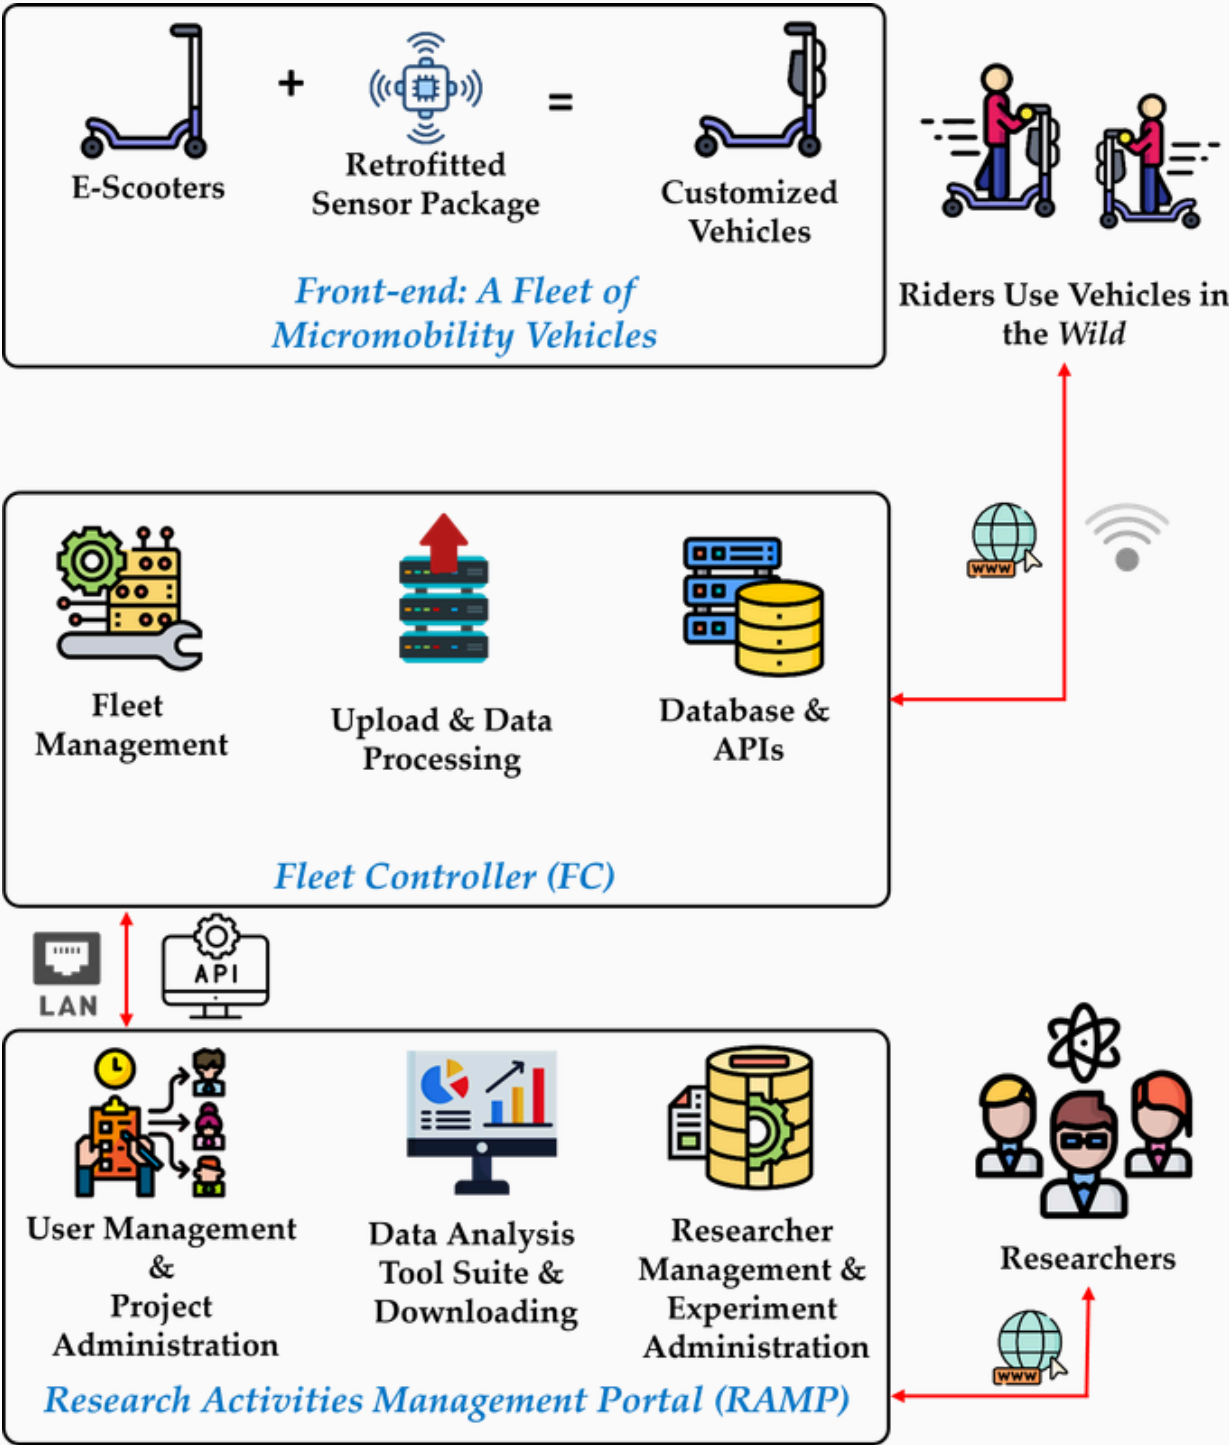 +
=
E-Scooters
Retrofitted
Sensor Package
Customized
Vehicles
Front-end: A Fleet of
Micromobility Vehicles
Riders Use Vehicles in
the Wild
www
Fleet
Management
Upload & Data
Processing
Database &
APIs
Fleet Controller (FC)
LAN
API
User Management
&
Project
Administration
Data Analysis
Tool Suite &
Downloading
Researcher
Management &
Experiment
Administration
Research Activities Management Portal (RAMP)
Researchers
www